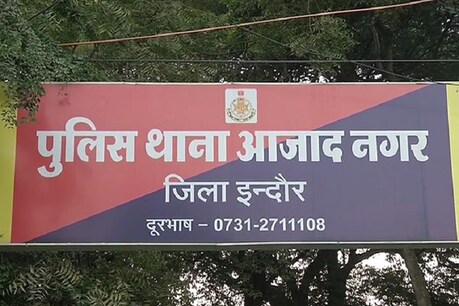 पुलिस थाना आजाद नगर
जिला इन्दौर
दूरभाष – 0731-2711108